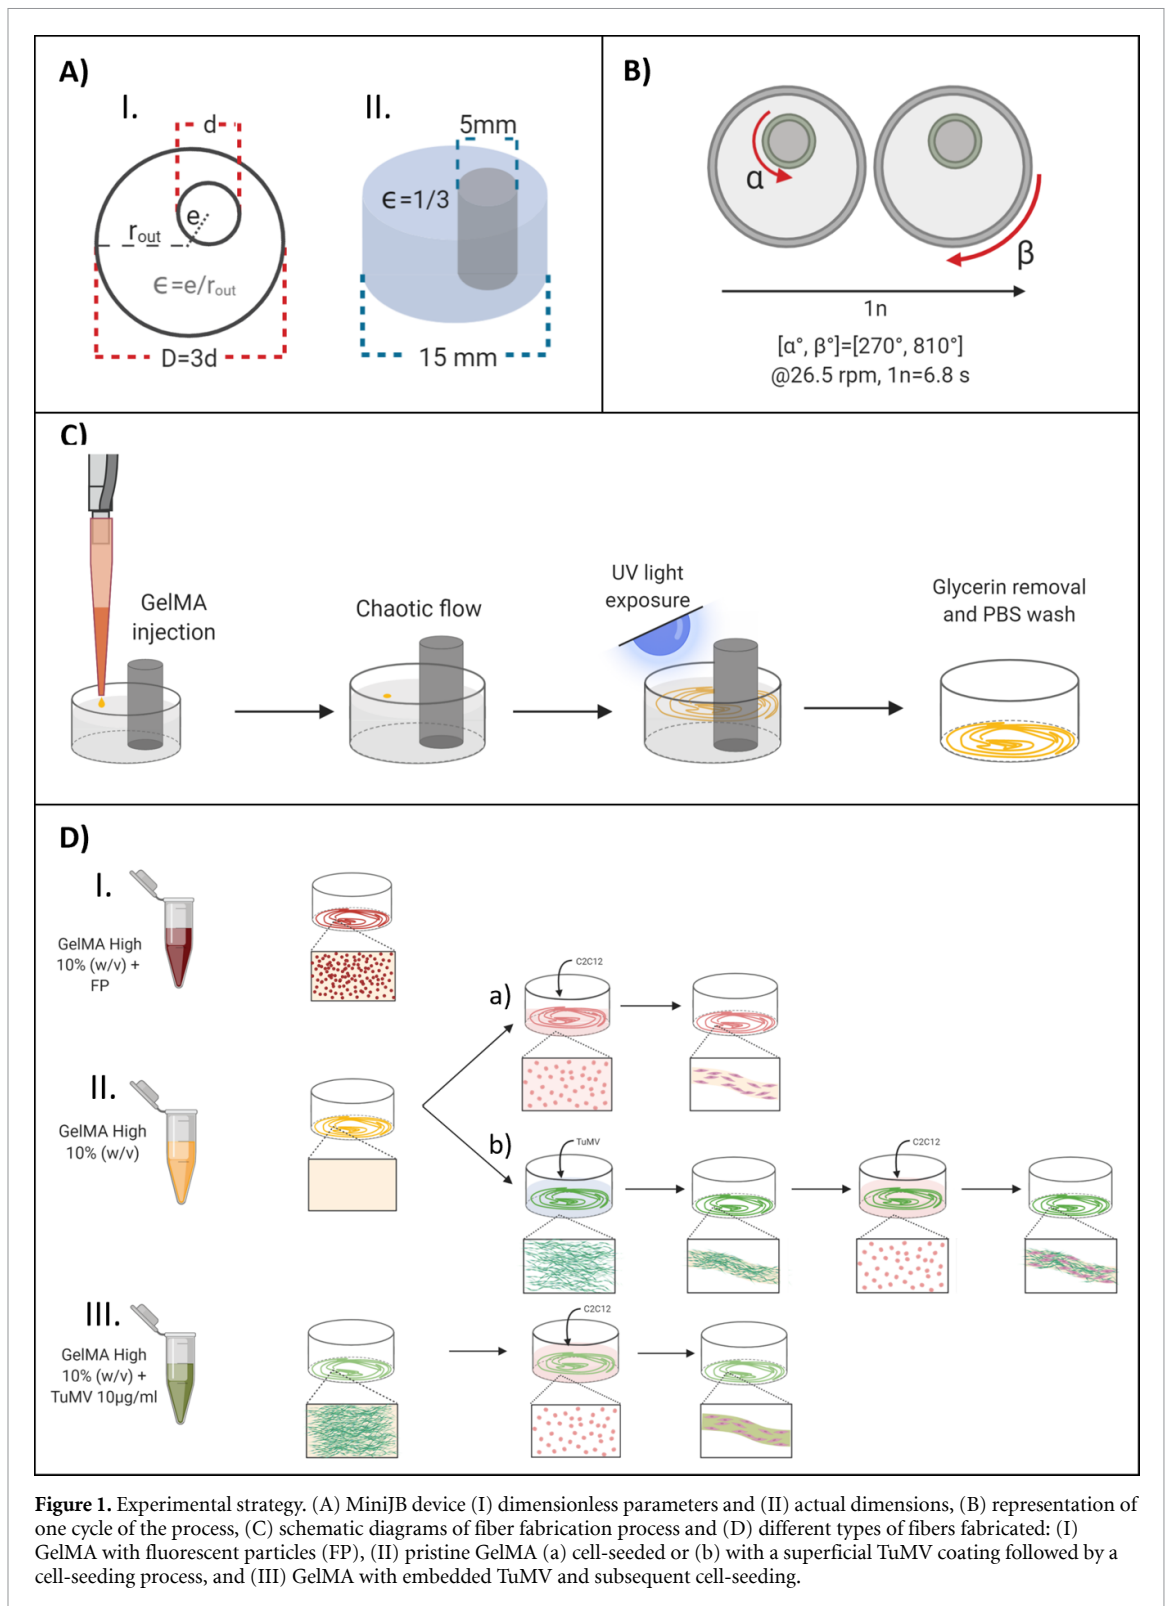 A)
I.
d
e
r_out
ϵ=e/r_out
D=3d
II.
5mm
ϵ=1/3
15 mm
B)
α
β
1n
[α°, β°]=[270°, 810°]
@26.5 rpm, 1n=6.8 s
C)
GelMA
injection
Chaotic flow
UV light
exposure
Glycerin removal
and PBS wash
D)
I.
GelMA High
10% (w/v) +
FP
II.
GelMA High
10% (w/v)
a)
C2C12
b)
TuMV
C2C12
III.
GelMA High
10% (w/v) +
TuMV 10µg/ml
C2C12
Figure 1. Experimental strategy. (A) MiniJB device (I) dimensionless parameters and (II) actual dimensions, (B) representation of
one cycle of the process, (C) schematic diagrams of fiber fabrication process and (D) different types of fibers fabricated: (I)
GelMA with fluorescent particles (FP), (II) pristine GelMA (a) cell-seeded or (b) with a superficial TuMV coating followed by a
cell-seeding process, and (III) GelMA with embedded TuMV and subsequent cell-seeding.